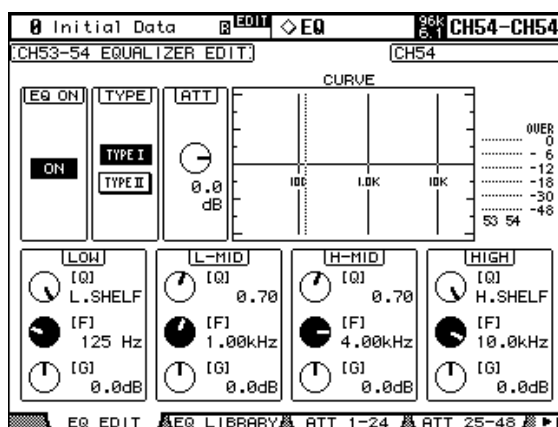 0 Initial Data EDIT EQ 96k 6.1 CH54-CH54
CH53-54 EQUALIZER EDIT CH54
CURVE
EQ ON TYPE ATT
ON
TYPE I
TYPE II
0.0
dB
100 1.0K 10K
OVER
0
- 6
-12
-18
-30
-48
53 54
LOW L-MID H-MID HIGH
[Q] [Q] [Q] [Q]
L.SHELF 0.70 0.70 H.SHELF
[F] [F] [F] [F]
125 Hz 1.00kHz 4.00kHz 10.0kHz
[G] [G] [G] [G]
0.0dB 0.0dB 0.0dB 0.0dB
EQ EDIT EQ LIBRARY ATT 1-24 ATT 25-48